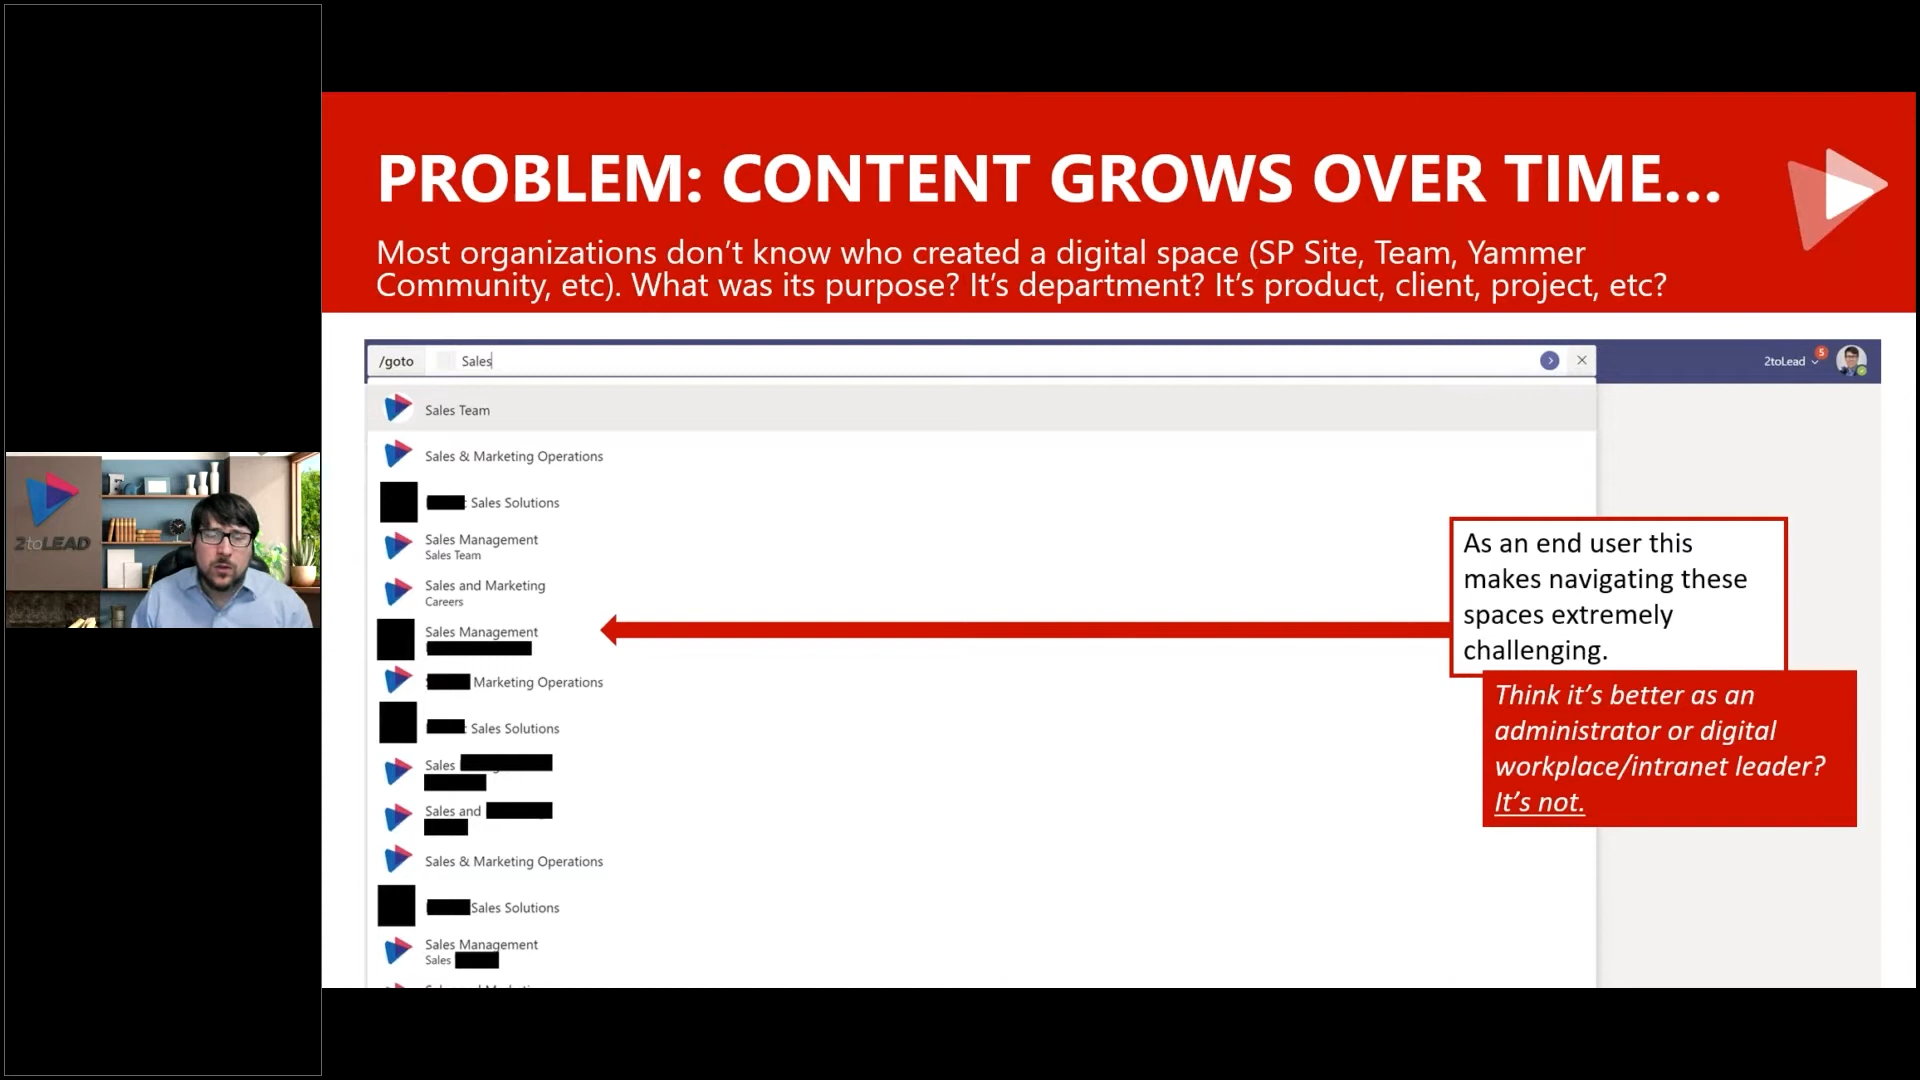 PROBLEM: CONTENT GROWS OVER TIME...
Most organizations don't know who created a digital space (SP Site, Team, Yammer
Community, etc). What was its purpose? It's department? It's product, client, project, etc?
/goto Sales
2toLead 5
Sales Team
Sales & Marketing Operations
Sales Solutions
Sales Management
Sales Team
Sales and Marketing
Careers
Sales Management
Marketing Operations
Sales Solutions
Sales
Sales and
Sales & Marketing Operations
Sales Solutions
Sales Management
Sales
As an end user this
makes navigating these
spaces extremely
challenging.
Think it's better as an
administrator or digital
workplace/intranet leader?
It's not.
2toLEAD